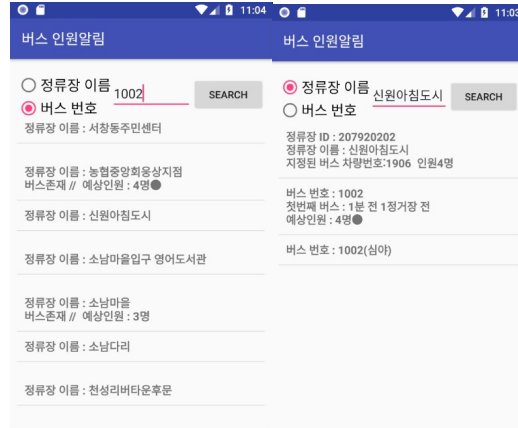 11:04
버스 인원알림
정류장 이름
버스 번호
1002
SEARCH
정류장 이름 : 서창동주민센터
정류장 이름 : 농협중앙회웅상지점
버스존재 // 예상인원 : 4명●
정류장 이름 : 신원아침도시
정류장 이름 : 소남마을입구 영어도서관
정류장 이름 : 소남마을
버스존재 // 예상인원 : 3명
정류장 이름 : 소남다리
정류장 이름 : 천성리버타운후문
11:03
버스 인원알림
정류장 이름
버스 번호
신원아침도시
SEARCH
정류장 ID : 207920202
정류장 이름 : 신원아침도시
지정된 버스 차량번호:1906 인원4명
버스 번호 : 1002
첫번째 버스 : 1분 전 1정거장 전
예상인원 : 4명●
버스 번호 : 1002(심야)